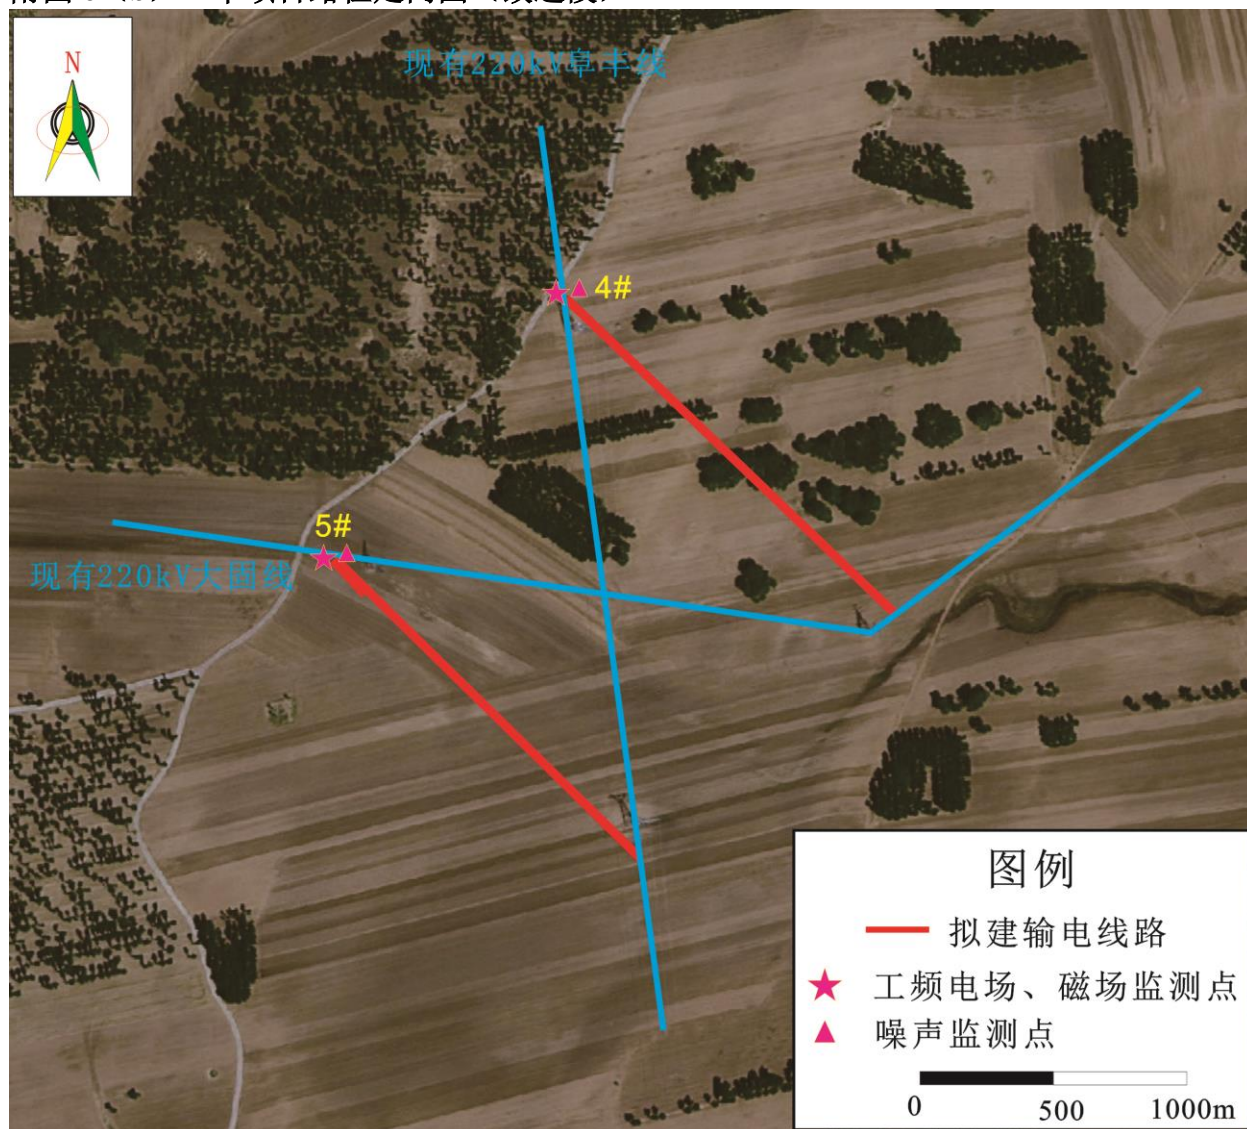 N
现有220kV阜丰线
4#
5#
现有220kV大固线
图例
拟建输电线路
工频电场、磁场监测点
噪声监测点
0 500 1000m